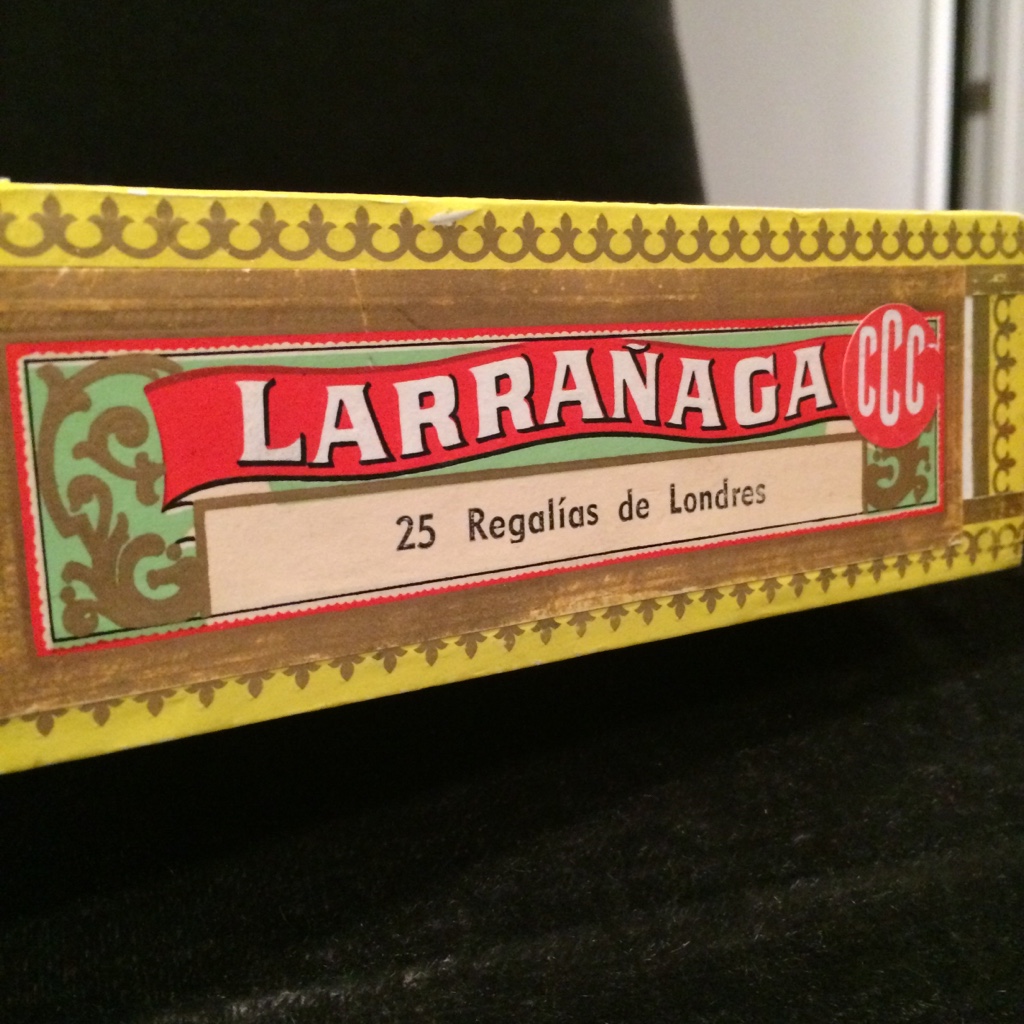 LARRAÑAGA
CCC
25 Regalías de Londres